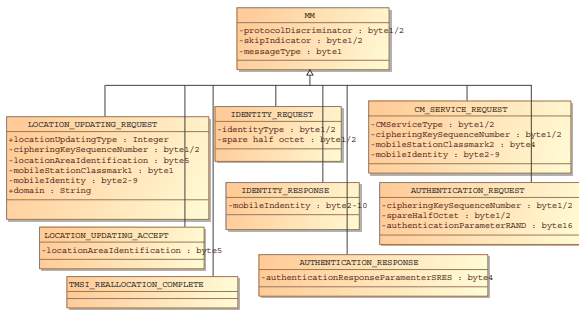 MM
-protocolDiscriminator : byte1/2
-skipIndicator : byte1/2
-messageType : byte1
LOCATION_UPDATING_REQUEST
+locationUpdatingType : Integer
-cipheringKeySequenceNumber : byte1/2
-locationAreaIdentification : byte5
-mobileStationClassmark1 : byte1
-mobileIdentity : byte2-9
+domain : String
IDENTITY_REQUEST
-identityType : byte1/2
-spare half octet : byte1/2
CM_SERVICE_REQUEST
-CMServiceType : byte1/2
-cipheringKeySequenceNumber : byte1/2
-mobileStationClassmark2 : byte4
-mobileIdentity : byte2-9
IDENTITY_RESPONSE
-mobileIndentity : byte2-10
AUTHENTICATION_REQUEST
-cipheringKeySequenceNumber : byte1/2
-spareHalfOctet : byte1/2
-authenticationParameterRAND : byte16
LOCATION_UPDATING_ACCEPT
-locationAreaIdentification : byte5
AUTHENTICATION_RESPONSE
-authenticationResponseParamenterSRES : byte4
TMSI_REALLOCATION_COMPLETE